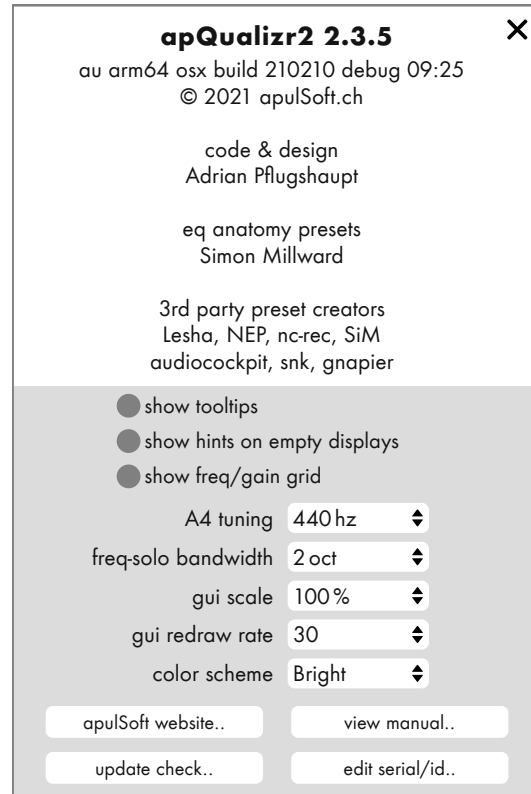 apQualizr2 2.3.5
au arm64 osx build 210210 debug 09:25
© 2021 apulSoft.ch
code & design
Adrian Pflugshaupt
eq anatomy presets
Simon Millward
3rd party preset creators
Lesha, NEP, nc-rec, SiM
audiocockpit, snk, gnapier
show tooltips
show hints on empty displays
show freq/gain grid
A4 tuning 440 hz
freq-solo bandwidth 2 oct
gui scale 100 %
gui redraw rate 30
color scheme Bright
apulSoft website.. view manual..
update check.. edit serial/id..